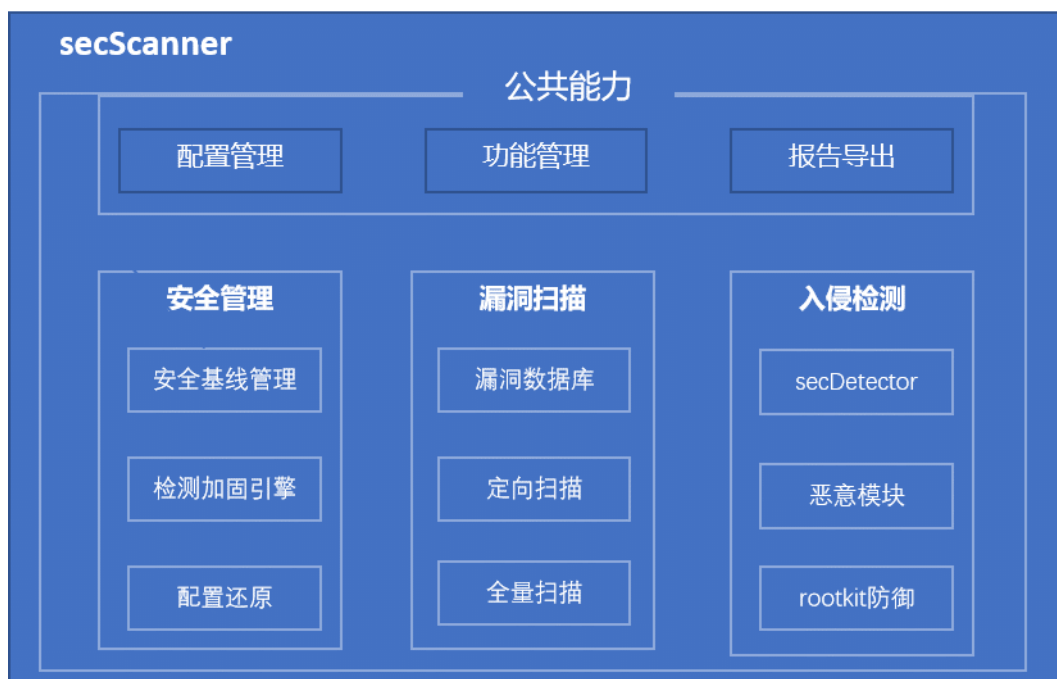 secScanner
公共能力
配置管理
功能管理
报告导出
安全管理
安全基线管理
检测加固引擎
配置还原
漏洞扫描
漏洞数据库
定向扫描
全量扫描
入侵检测
secDetector
恶意模块
rootkit防御